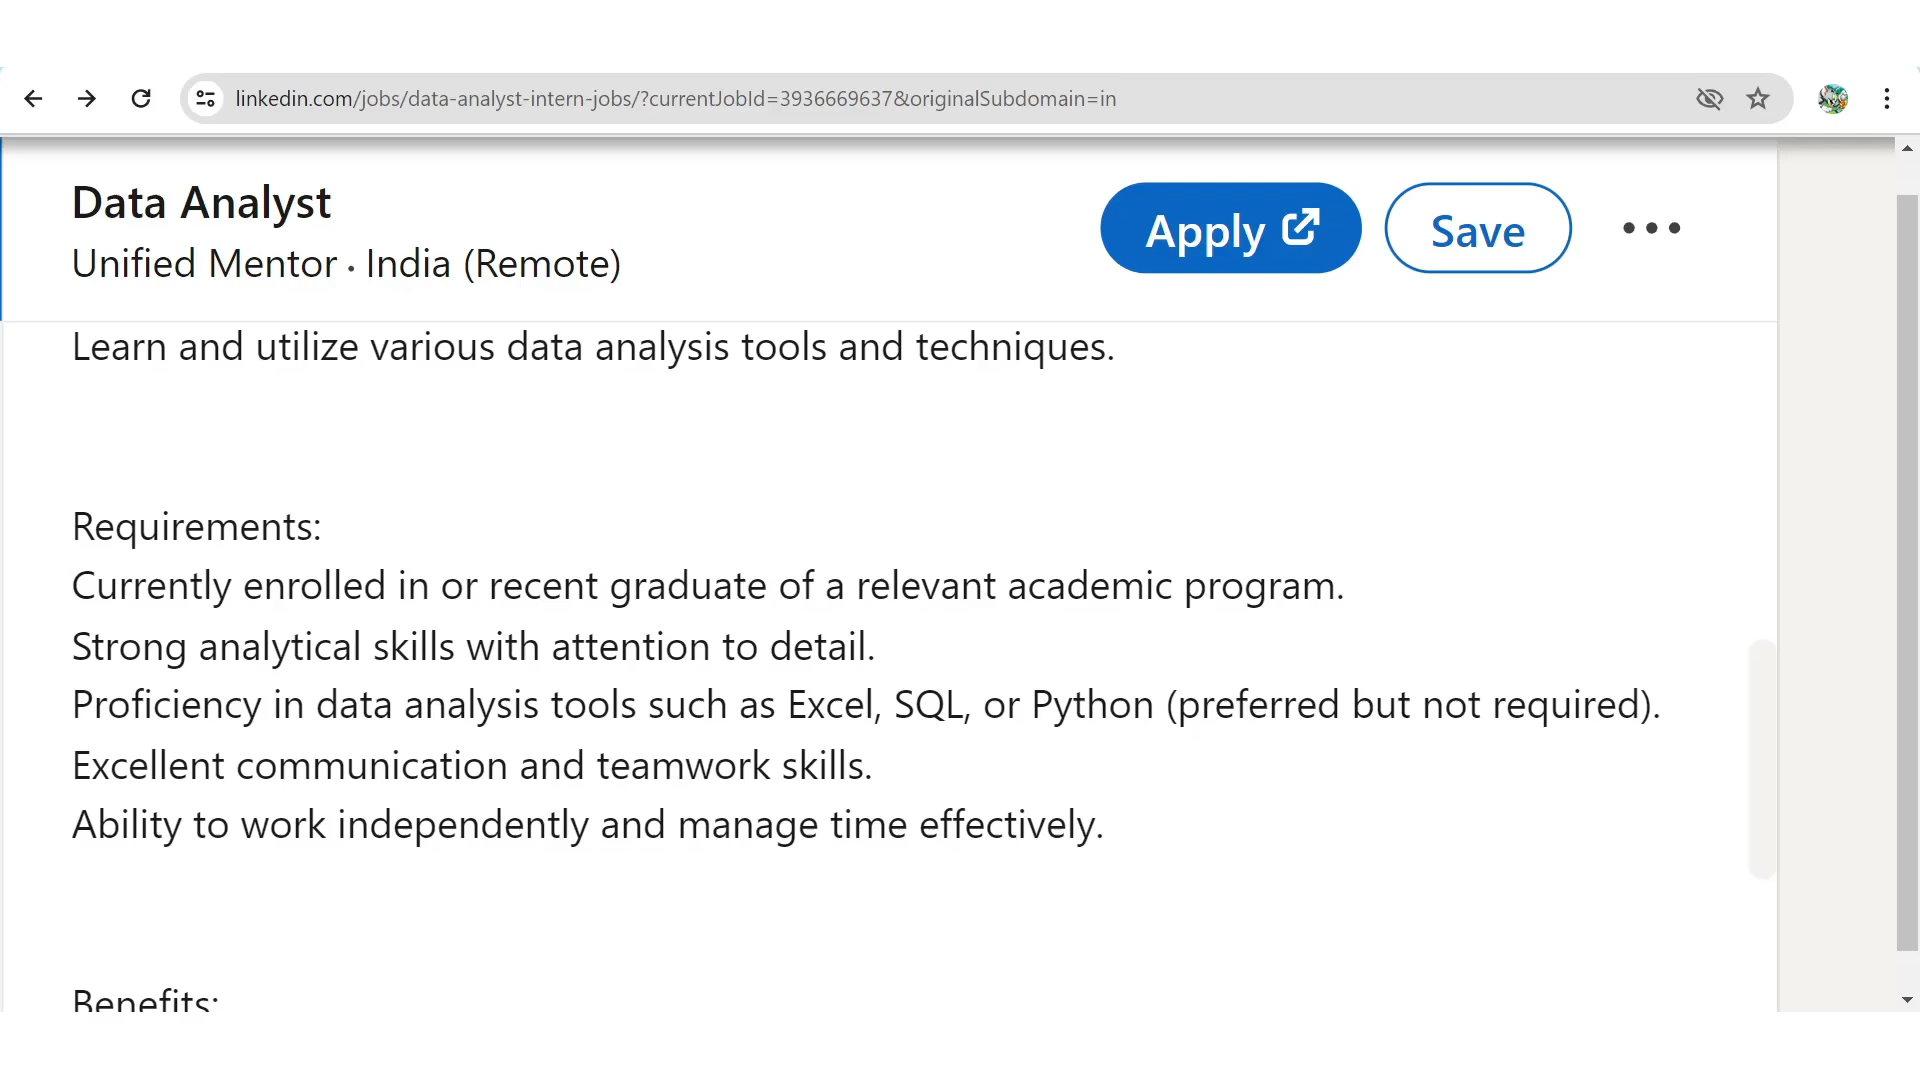 linkedin.com/jobs/data-analyst-intern-jobs/?currentJobId=3936669637&originalSubdomain=in
Data Analyst
Unified Mentor · India (Remote)
Apply
Save
Learn and utilize various data analysis tools and techniques.
Requirements:
Currently enrolled in or recent graduate of a relevant academic program.
Strong analytical skills with attention to detail.
Proficiency in data analysis tools such as Excel, SQL, or Python (preferred but not required).
Excellent communication and teamwork skills.
Ability to work independently and manage time effectively.
Benefits: